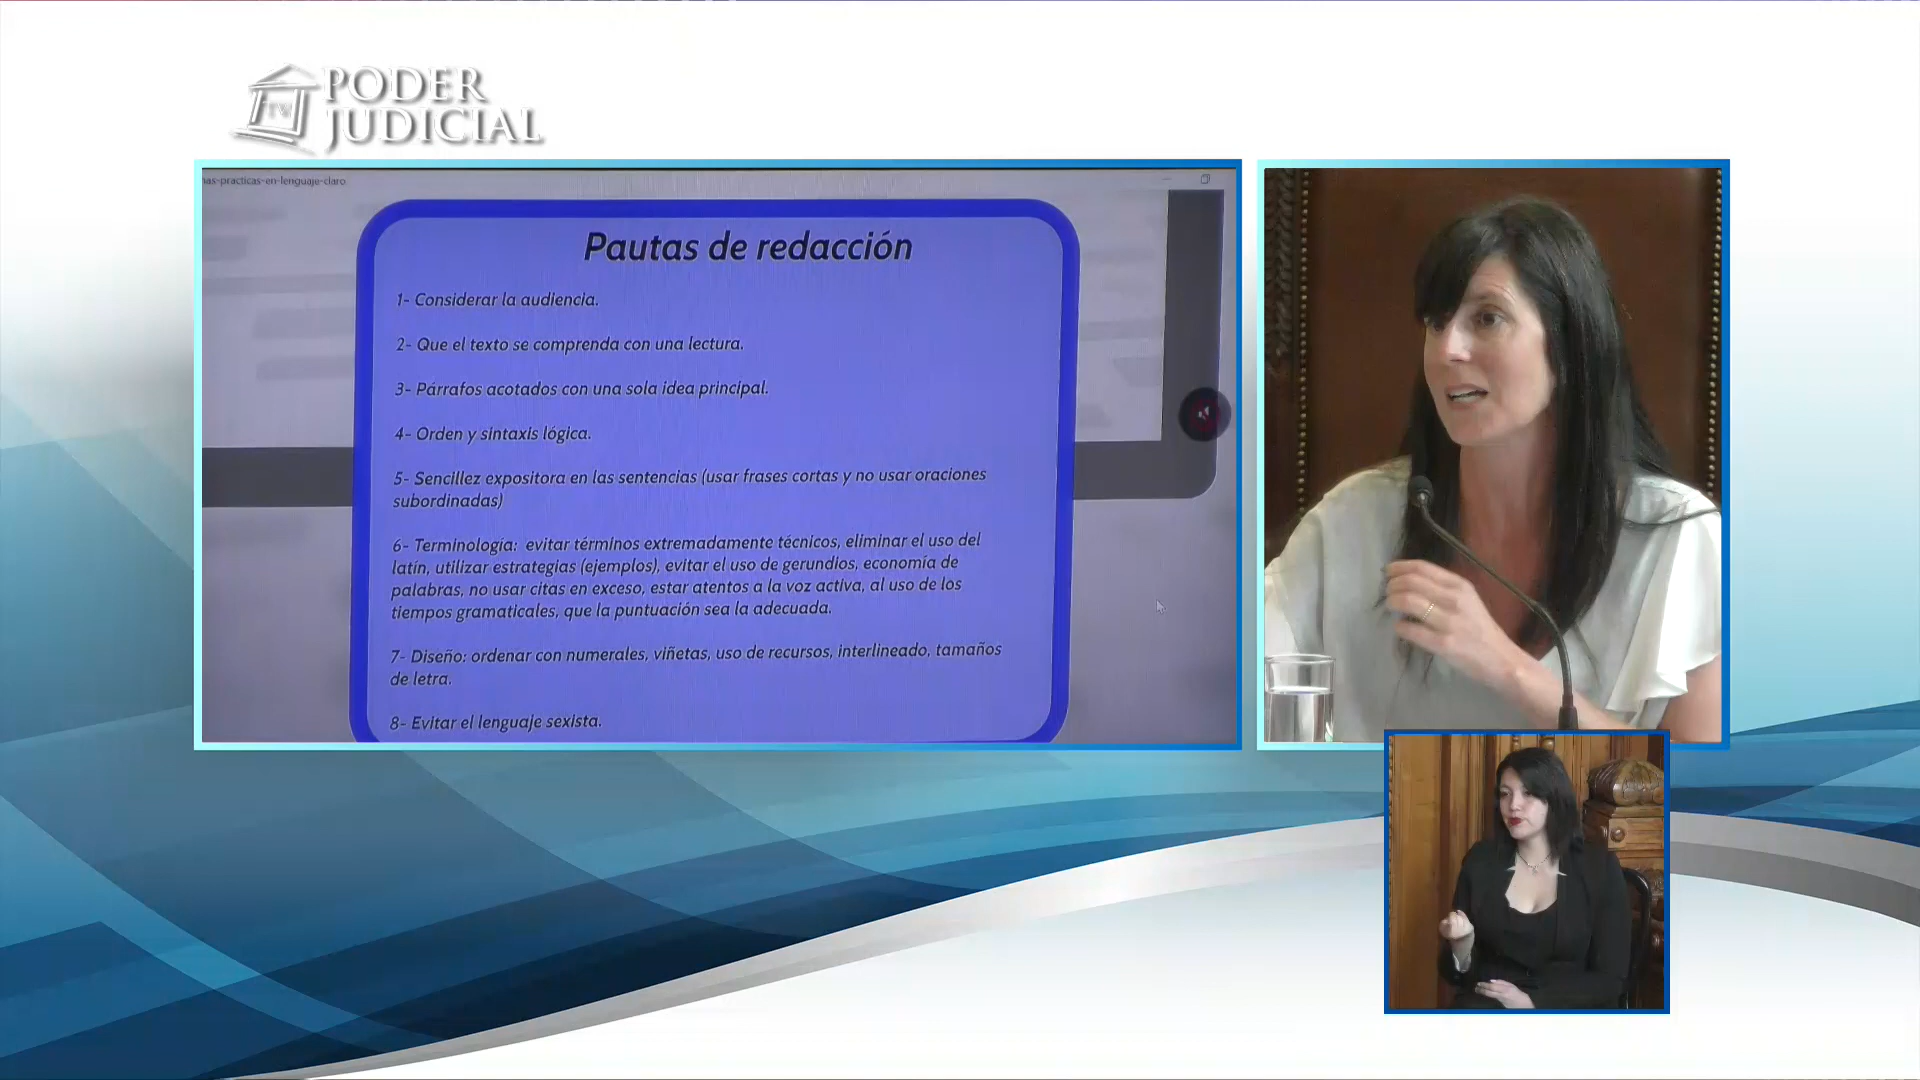 PODER
JUDICIAL
TV
as-practicas-en-lenguaje-claro
Pautas de redacción
1- Considerar la audiencia.
2- Que el texto se comprenda con una lectura.
3- Párrafos acotados con una sola idea principal.
4- Orden y sintaxis lógica.
5- Sencillez expositora en las sentencias (usar frases cortas y no usar oraciones
subordinadas)
6- Terminología: evitar términos extremadamente técnicos, eliminar el uso del
latín, utilizar estrategias (ejemplos), evitar el uso de gerundios, economía de
palabras, no usar citas en exceso, estar atentos a la voz activa, al uso de los
tiempos gramaticales, que la puntuación sea la adecuada.
7- Diseño: ordenar con numerales, viñetas, uso de recursos, interlineado, tamaños
de letra.
8- Evitar el lenguaje sexista.